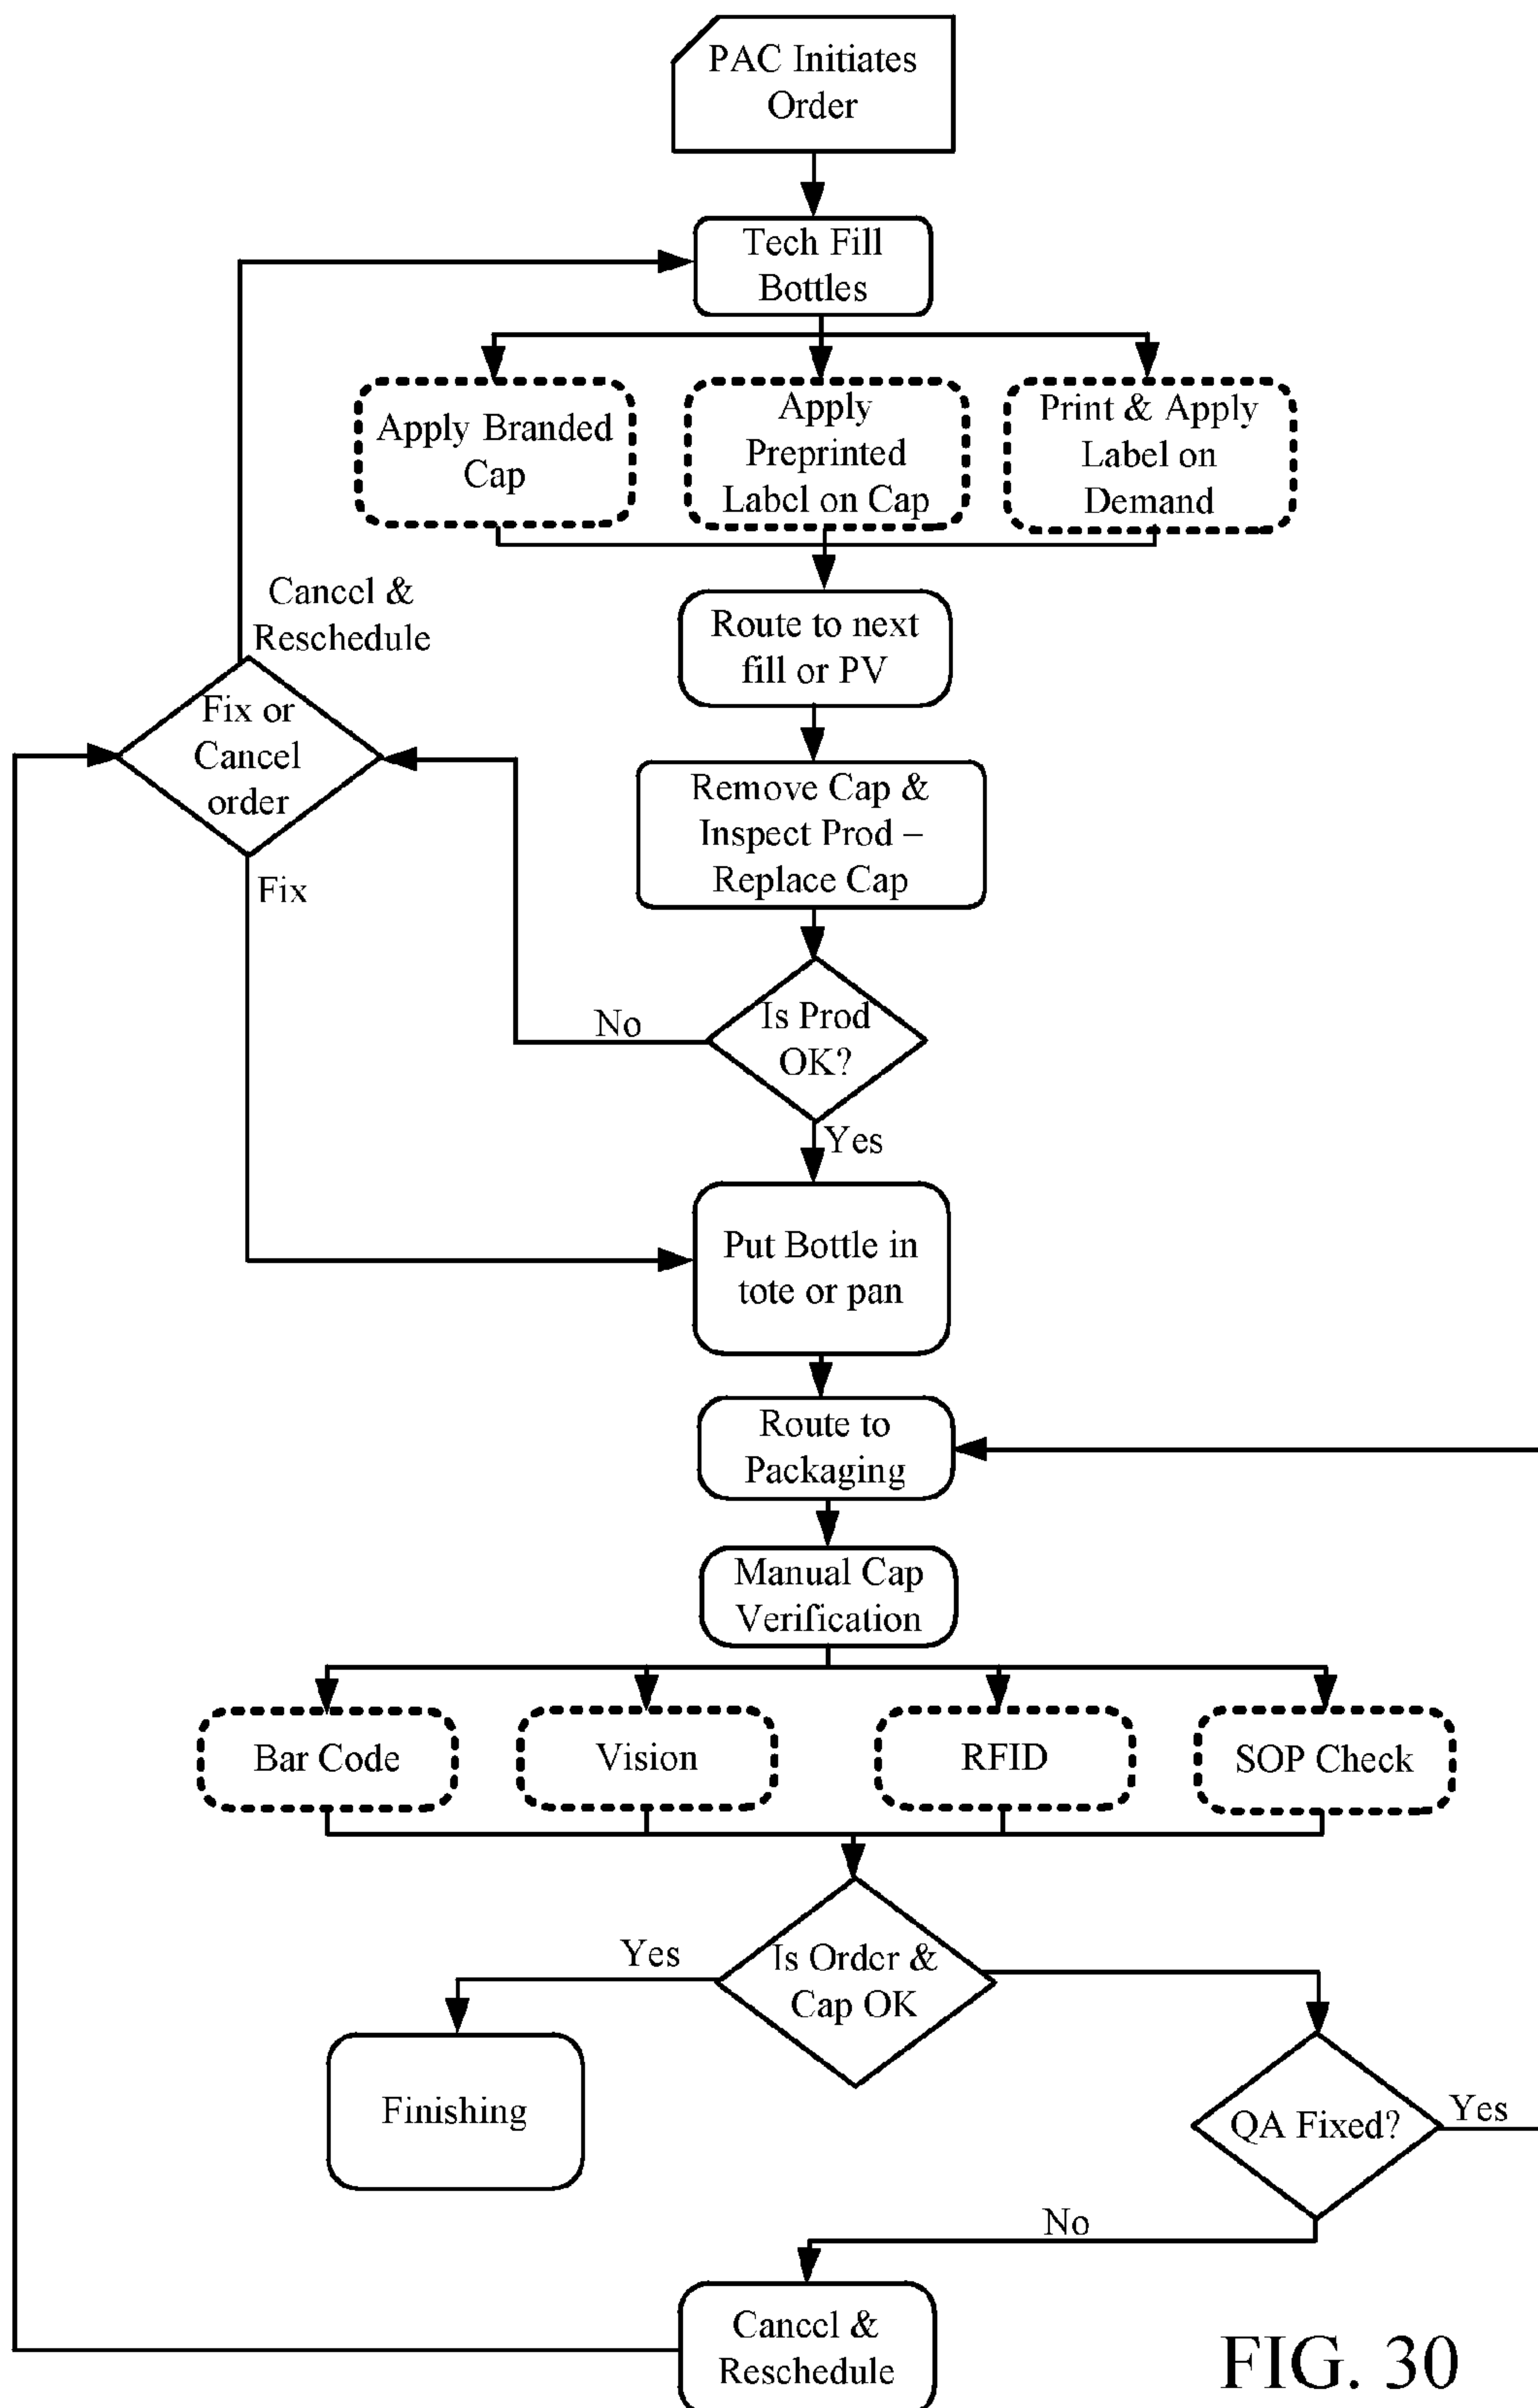 PAC Initiates
Order
Tech Fill
Bottles
Apply Branded
Cap
Apply
Preprinted
Label on Cap
Print & Apply
Label on
Demand
Cancel &
Reschedule
Route to next
fill or PV
Fix or
Cancel
order
Remove Cap &
Inspect Prod –
Replace Cap
Fix
Is Prod
OK?
No
Yes
Put Bottle in
tote or pan
Route to
Packaging
Manual Cap
Verification
Bar Code
Vision
RFID
SOP Check
Yes
Is Order &
Cap OK
Finishing
QA Fixed?
Yes
No
Cancel &
Reschedule
FIG. 30